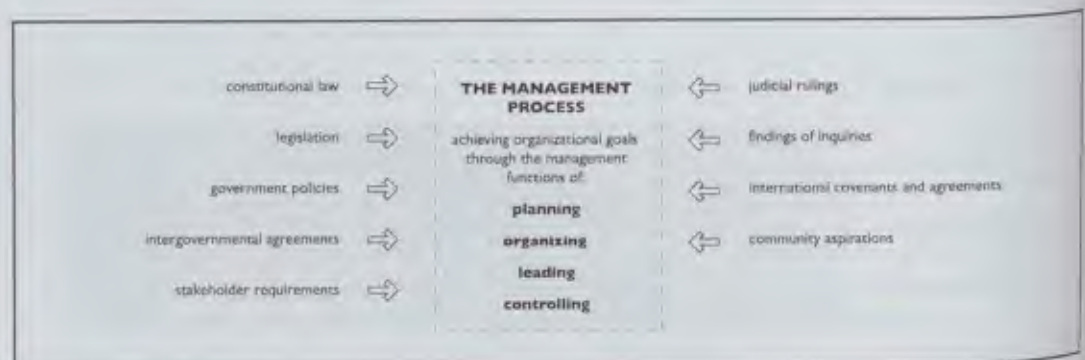 constitutional law
legislation
government policies
intergovernmental agreements
stakeholder requirements
THE MANAGEMENT
PROCESS
achieving organizational goals
through the management
functions of:
planning
organizing
leading
controlling
judicial rulings
findings of inquiries
international covenants and agreements
community aspirations